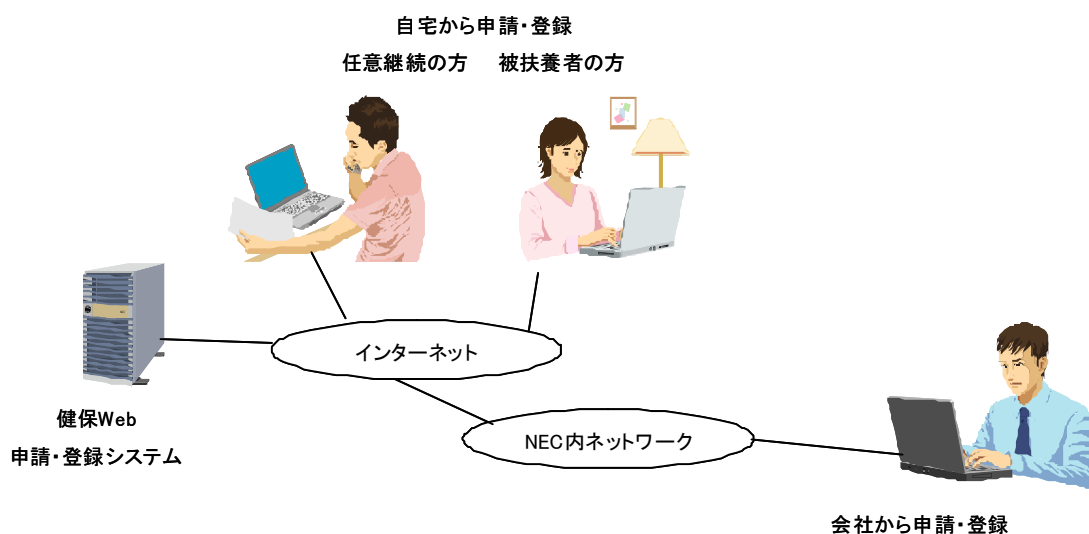 自宅から申請・登録
任意継続の方　被扶養者の方
インターネット
健保Web
申請・登録システム
NEC内ネットワーク
会社から申請・登録